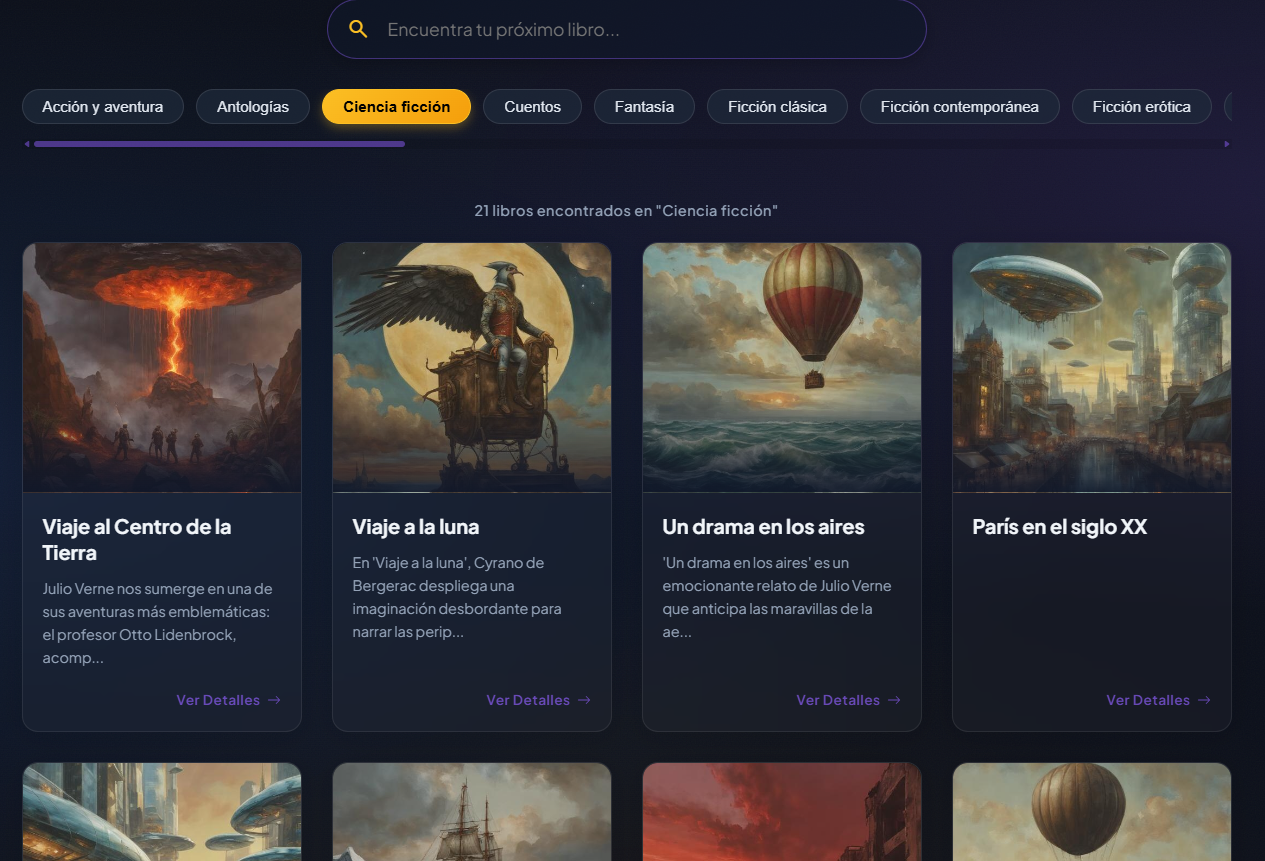 Encuentra tu próximo libro...
Acción y aventura
Antologías
Ciencia ficción
Cuentos
Fantasía
Ficción clásica
Ficción contemporánea
Ficción erótica
21 libros encontrados en "Ciencia ficción"
Viaje al Centro de la
Tierra
Julio Verne nos sumerge en una de
sus aventuras más emblemáticas:
el profesor Otto Lidenbrock,
acomp...
Ver Detalles →
Viaje a la luna
En 'Viaje a la luna', Cyrano de
Bergerac despliega una
imaginación desbordante para
narrar las perip...
Ver Detalles →
Un drama en los aires
'Un drama en los aires' es un
emocionante relato de Julio Verne
que anticipa las maravillas de la
ae...
Ver Detalles →
París en el siglo XX
Ver Detalles →